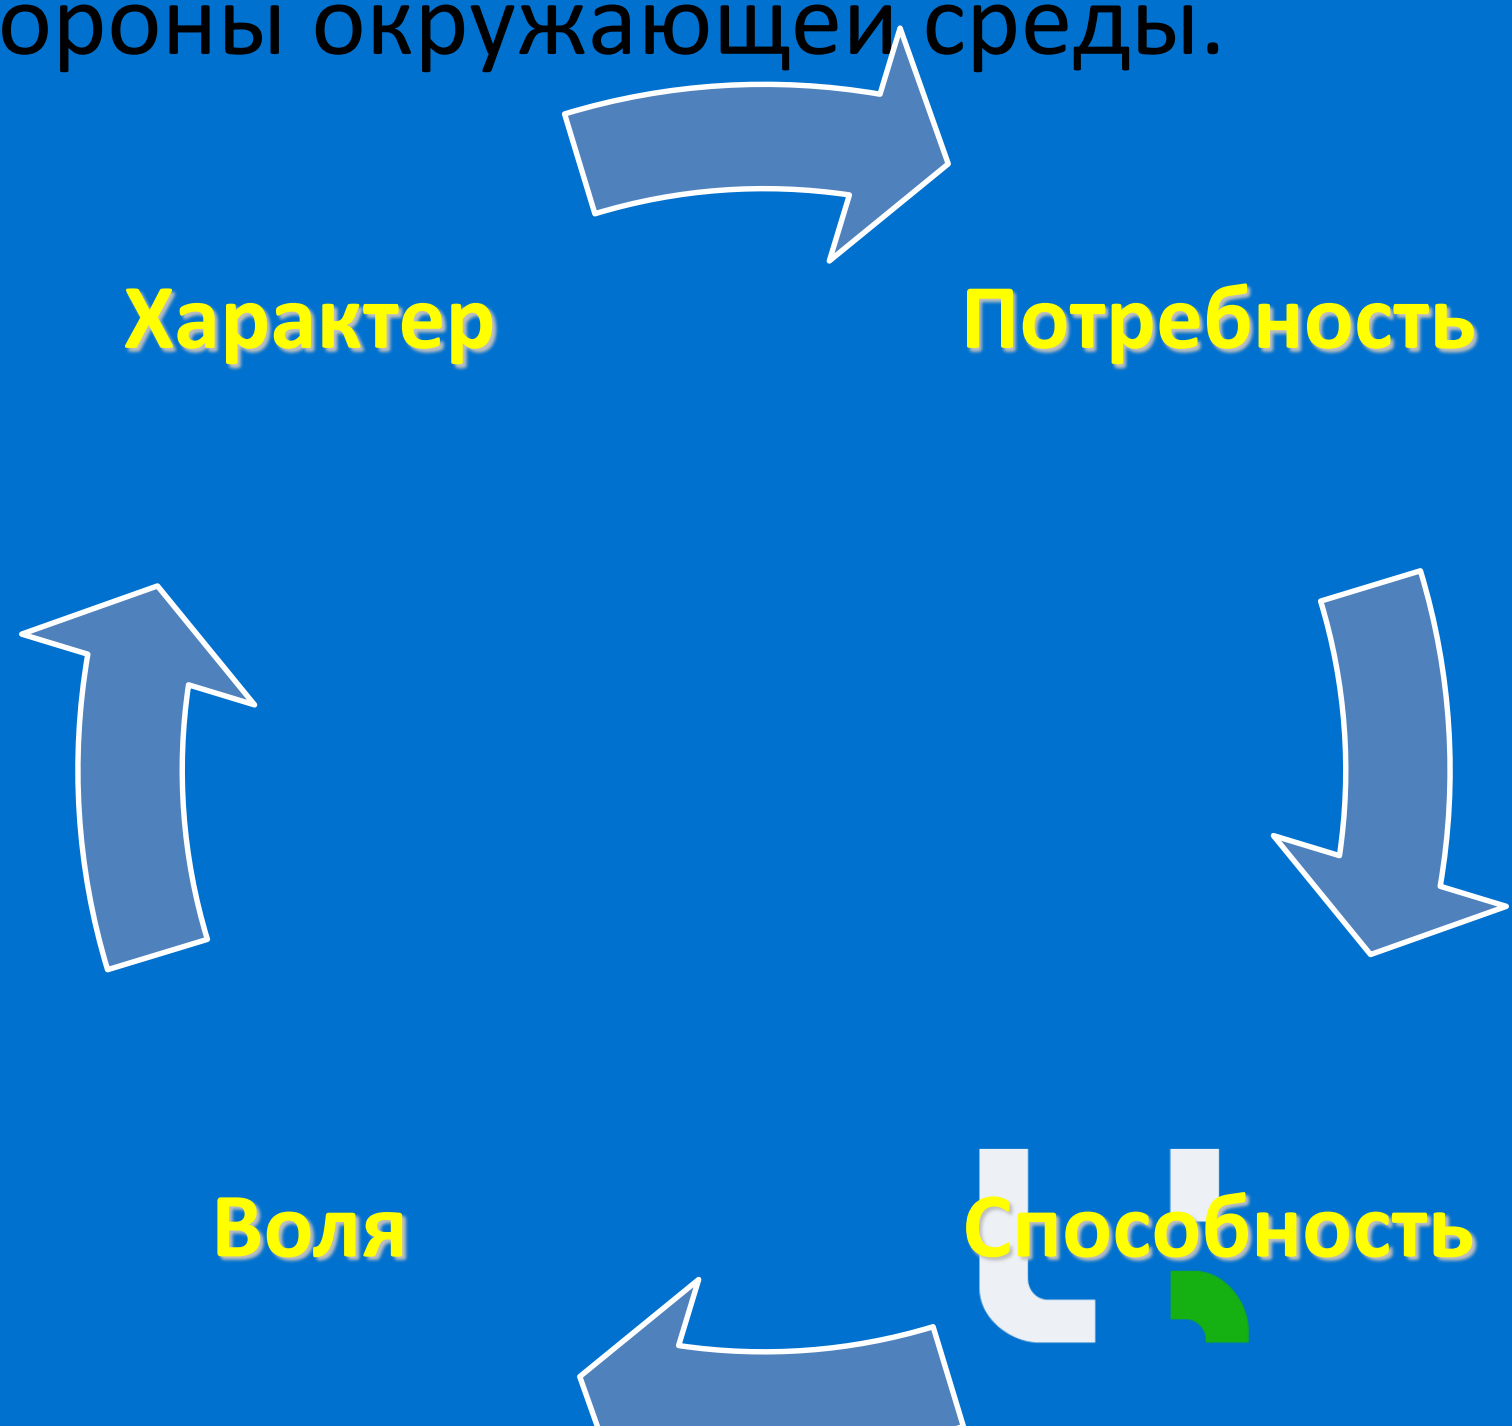 ороны окружающей среды.
Характер
Потребность
Воля
Способность